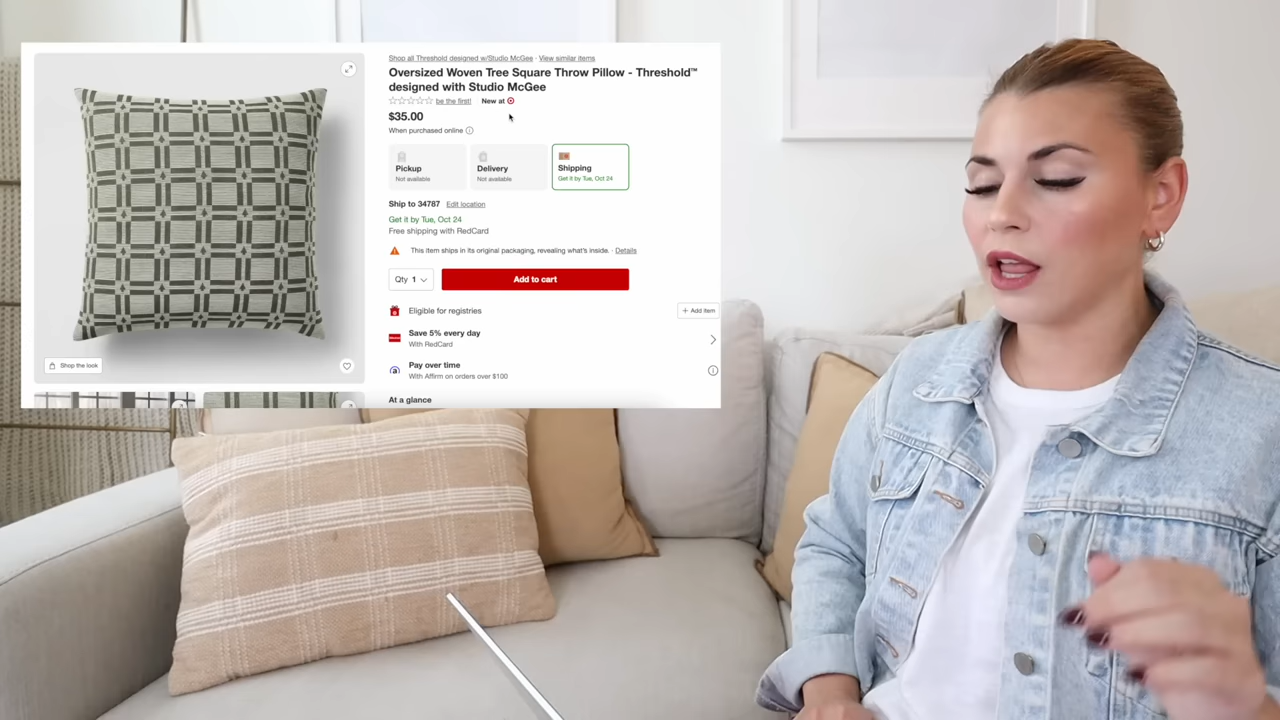 Shop all Threshold designed w/Studio McGee · View similar items
Oversized Woven Tree Square Throw Pillow - Threshold™
designed with Studio McGee
be the first! New at
$35.00
When purchased online
Pickup
Not available
Delivery
Not available
Shipping
Get it by Tue, Oct 24
Ship to 34787 Edit location
Get it by Tue, Oct 24
Free shipping with RedCard
This item ships in its original packaging, revealing what's inside. · Details
Qty 1
Add to cart
Eligible for registries
+ Add item
Save 5% every day
With RedCard
Pay over time
With Affirm on orders over $100
At a glance
Shop the look